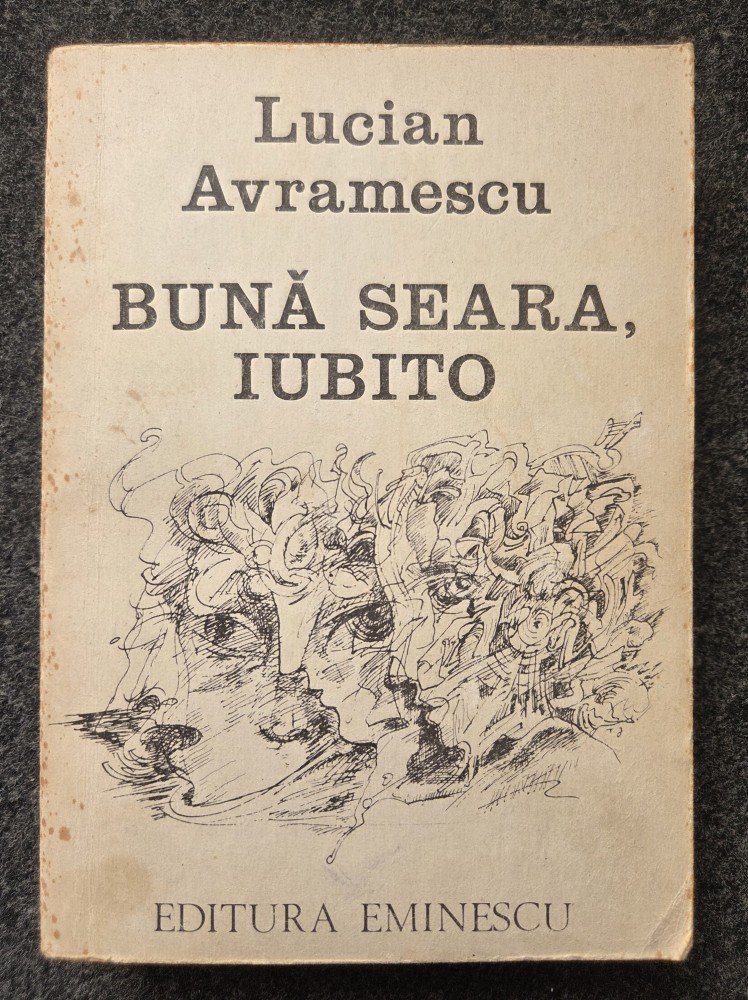 Lucian
Avramescu
BUNĂ SEARA,
IUBITO
EDITURA EMINESCU